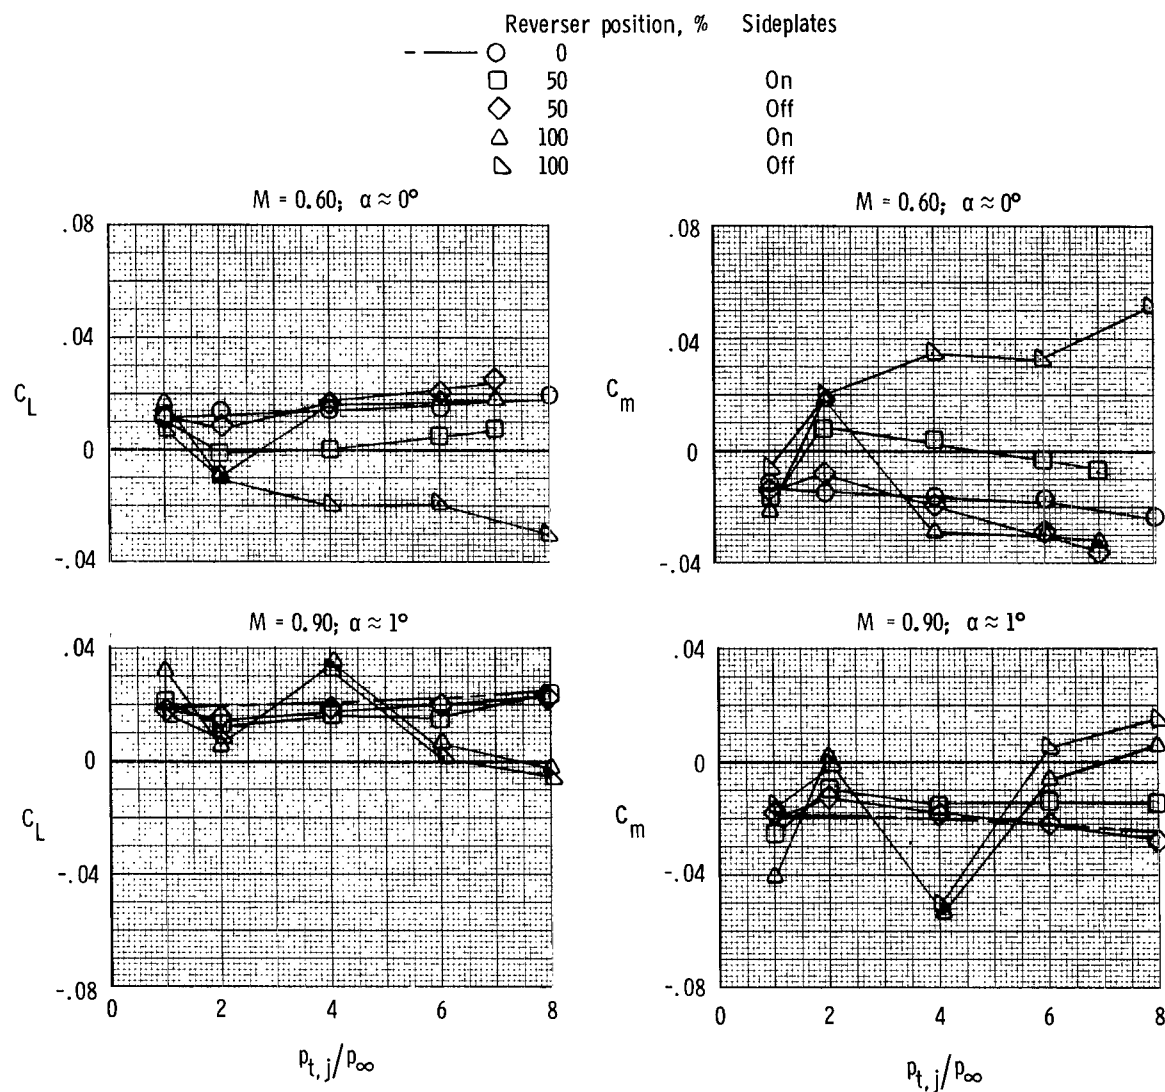 Reverser position, % Sideplates
0
50 On
50 Off
100 On
100 Off
M = 0.60; α ≈ 0°
.08
.04
0
-.04
C_L
M = 0.60; α ≈ 0°
.08
.04
0
-.04
C_m
M = 0.90; α ≈ 1°
.04
0
-.04
-.08
C_L
0 2 4 6 8
p_t,j/p_∞
M = 0.90; α ≈ 1°
.04
0
-.04
-.08
C_m
0 2 4 6 8
p_t,j/p_∞